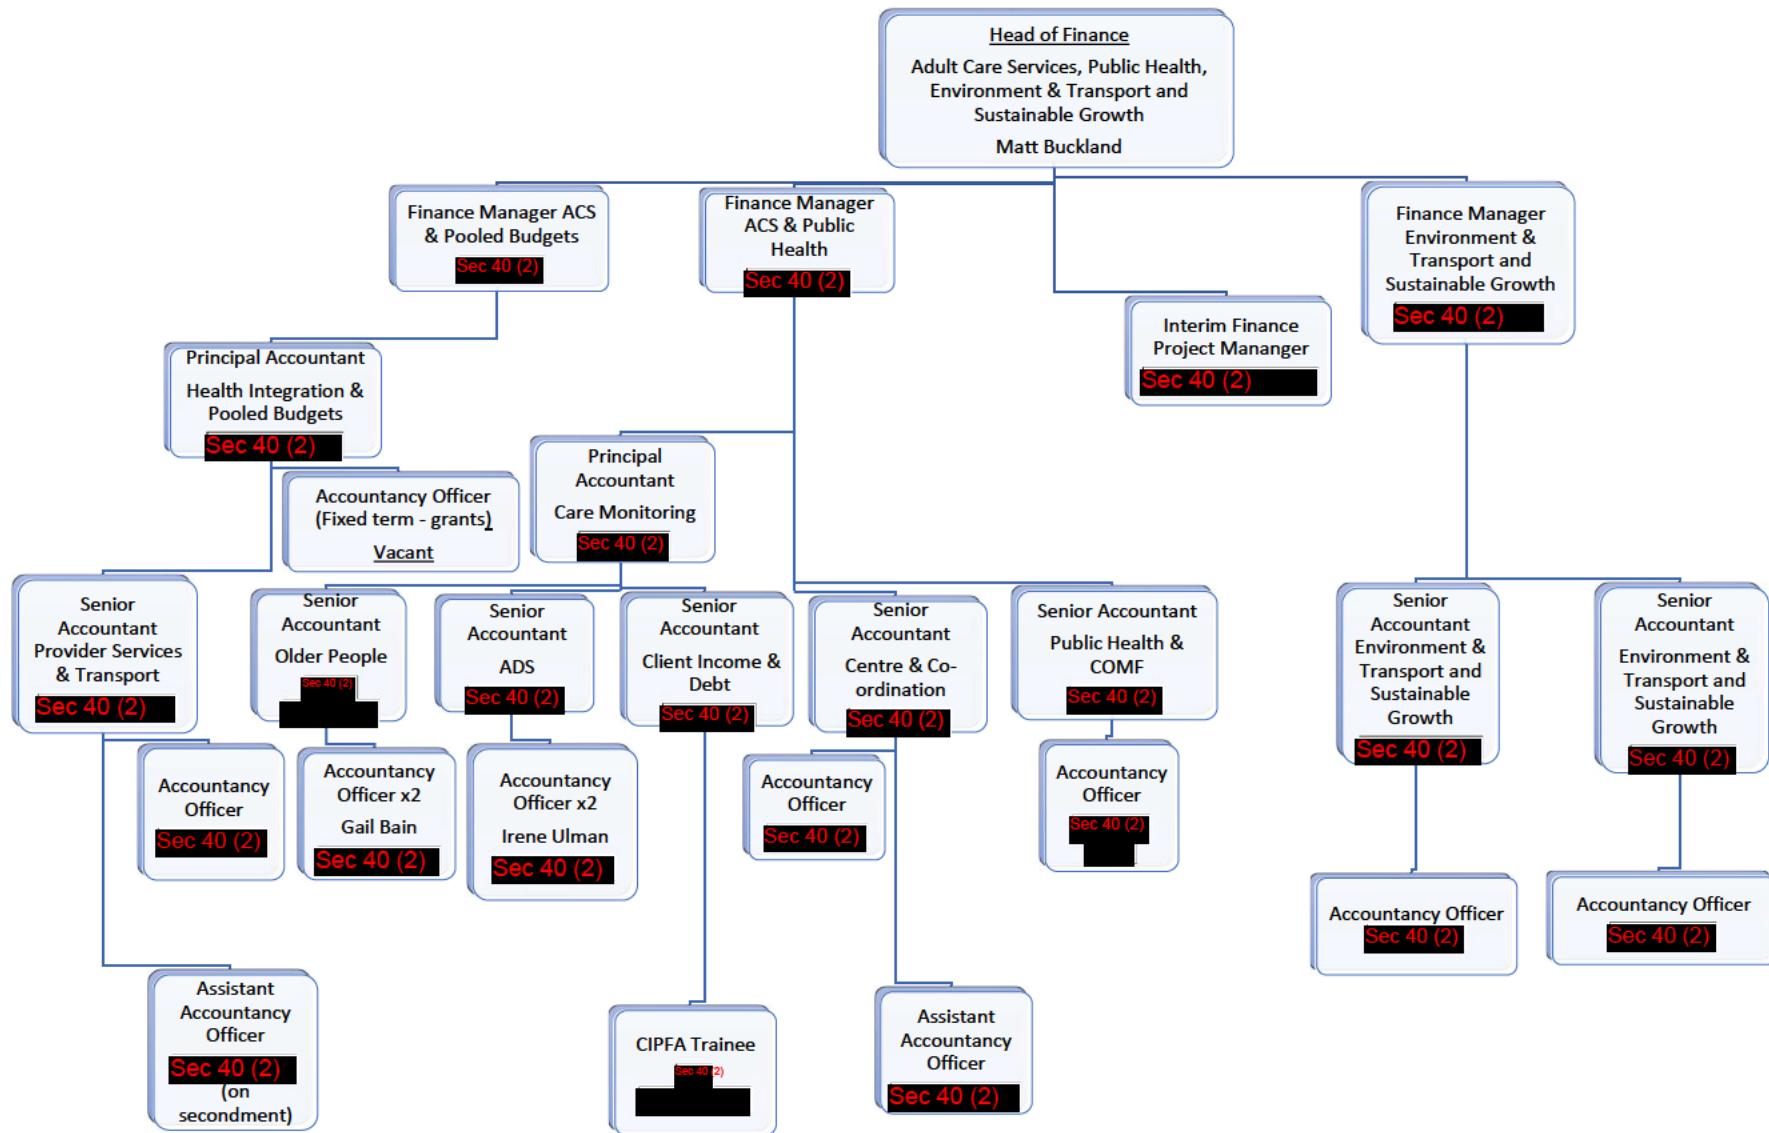 Head of Finance
Adult Care Services, Public Health,
Environment & Transport and
Sustainable Growth
Matt Buckland
Finance Manager ACS
& Pooled Budgets
Sec 40 (2)
Finance Manager
ACS & Public
Health
Sec 40 (2)
Finance Manager
Environment &
Transport and
Sustainable Growth
Sec 40 (2)
Interim Finance
Project Mananger
Sec 40 (2)
Principal Accountant
Health Integration &
Pooled Budgets
Sec 40 (2)
Accountancy Officer
(Fixed term - grants)
Vacant
Principal
Accountant
Care Monitoring
Sec 40 (2)
Senior
Accountant
Provider Services
& Transport
Sec 40 (2)
Senior
Accountant
Older People
Sec 40 (2)
Senior
Accountant
ADS
Sec 40 (2)
Senior
Accountant
Client Income &
Debt
Sec 40 (2)
Senior
Accountant
Centre & Co-
ordination
Sec 40 (2)
Senior Accountant
Public Health &
COMF
Sec 40 (2)
Senior
Accountant
Environment &
Transport and
Sustainable
Growth
Sec 40 (2)
Senior
Accountant
Environment &
Transport and
Sustainable
Growth
Sec 40 (2)
Accountancy
Officer
Sec 40 (2)
Accountancy
Officer x2
Gail Bain
Sec 40 (2)
Accountancy
Officer x2
Irene Ulman
Sec 40 (2)
Accountancy
Officer
Sec 40 (2)
Accountancy
Officer
Sec 40 (2)
Accountancy Officer
Sec 40 (2)
Accountancy Officer
Sec 40 (2)
Assistant
Accountancy
Officer
Sec 40 (2)
(on
secondment)
CIPFA Trainee
Sec 40 (2)
Assistant
Accountancy
Officer
Sec 40 (2)